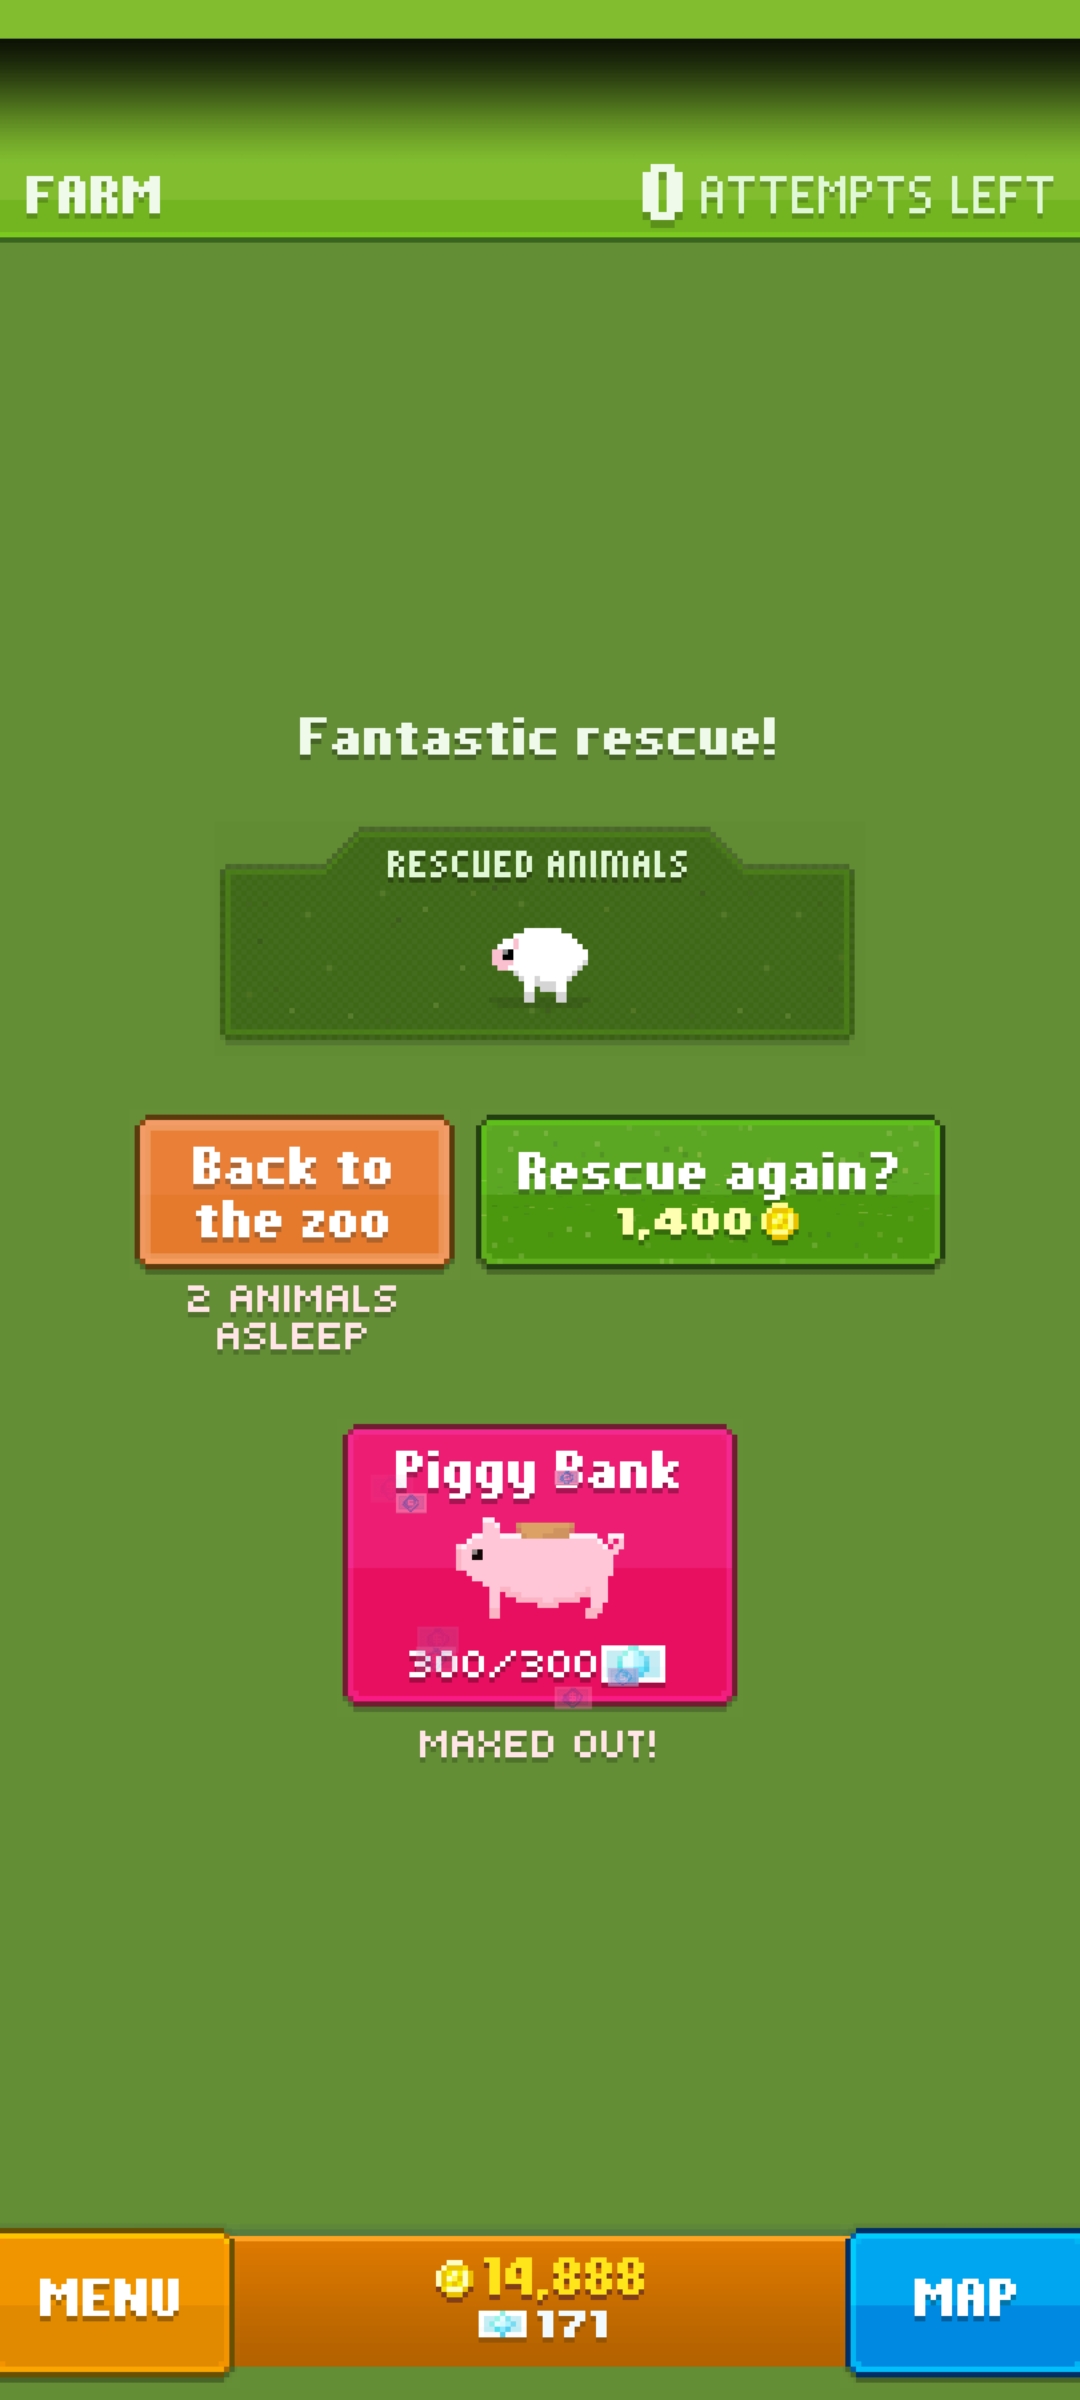 FARM
0 ATTEMPTS LEFT
Fantastic rescue!
RESCUED ANIMALS
Back to
the zoo
Rescue again?
1,400
2 ANIMALS
ASLEEP
Piggy Bank
300/300
MAXED OUT!
MENU
14,888
171
MAP